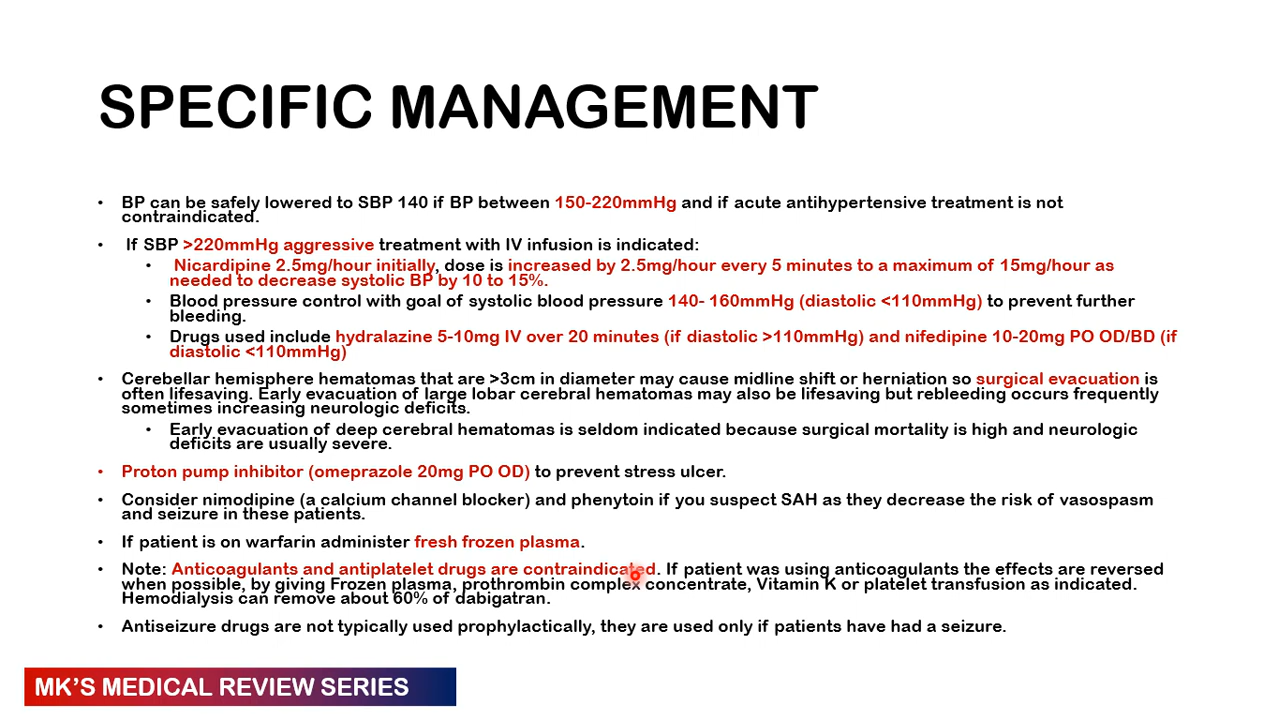 SPECIFIC MANAGEMENT
• BP can be safely lowered to SBP 140 if BP between 150-220mmHg and if acute antihypertensive treatment is not
contraindicated.
• If SBP >220mmHg aggressive treatment with IV infusion is indicated:
• Nicardipine 2.5mg/hour initially, dose is increased by 2.5mg/hour every 5 minutes to a maximum of 15mg/hour as
needed to decrease systolic BP by 10 to 15%.
• Blood pressure control with goal of systolic blood pressure 140- 160mmHg (diastolic <110mmHg) to prevent further
bleeding.
• Drugs used include hydralazine 5-10mg IV over 20 minutes (if diastolic >110mmHg) and nifedipine 10-20mg PO OD/BD (if
diastolic <110mmHg)
• Cerebellar hemisphere hematomas that are >3cm in diameter may cause midline shift or herniation so surgical evacuation is
often lifesaving. Early evacuation of large lobar cerebral hematomas may also be lifesaving but rebleeding occurs frequently
sometimes increasing neurologic deficits.
• Early evacuation of deep cerebral hematomas is seldom indicated because surgical mortality is high and neurologic
deficits are usually severe.
• Proton pump inhibitor (omeprazole 20mg PO OD) to prevent stress ulcer.
• Consider nimodipine (a calcium channel blocker) and phenytoin if you suspect SAH as they decrease the risk of vasospasm
and seizure in these patients.
• If patient is on warfarin administer fresh frozen plasma.
• Note: Anticoagulants and antiplatelet drugs are contraindicated. If patient was using anticoagulants the effects are reversed
when possible, by giving Frozen plasma, prothrombin complex concentrate, Vitamin K or platelet transfusion as indicated.
Hemodialysis can remove about 60% of dabigatran.
• Antiseizure drugs are not typically used prophylactically, they are used only if patients have had a seizure.
MK'S MEDICAL REVIEW SERIES